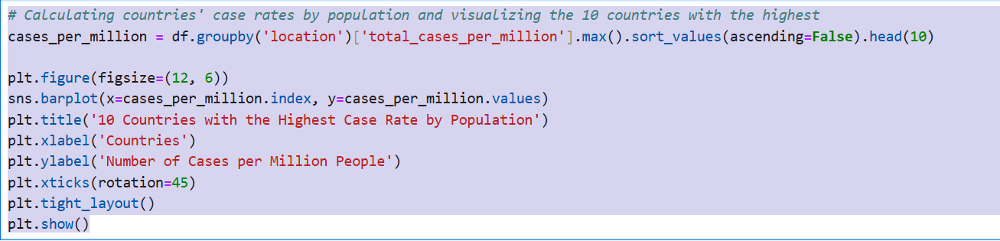 # Calculating countries' case rates by population and visualizing the 10 countries with the highest
cases_per_million = df.groupby('location')['total_cases_per_million'].max().sort_values(ascending=False).head(10)
plt.figure(figsize=(12, 6))
sns.barplot(x=cases_per_million.index, y=cases_per_million.values)
plt.title('10 Countries with the Highest Case Rate by Population')
plt.xlabel('Countries')
plt.ylabel('Number of Cases per Million People')
plt.xticks(rotation=45)
plt.tight_layout()
plt.show()